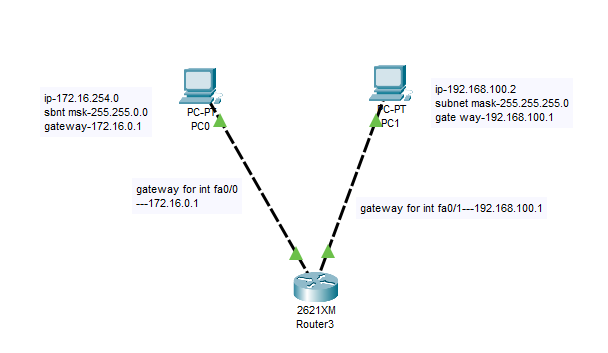 ip-172.16.254.0
sbnt msk-255.255.0.0
gateway-172.16.0.1
PC-PT
PC0
ip-192.168.100.2
subnet mask-255.255.255.0
gate way-192.168.100.1
PC-PT
PC1
gateway for int fa0/0
---172.16.0.1
gateway for int fa0/1---192.168.100.1
2621XM
Router3